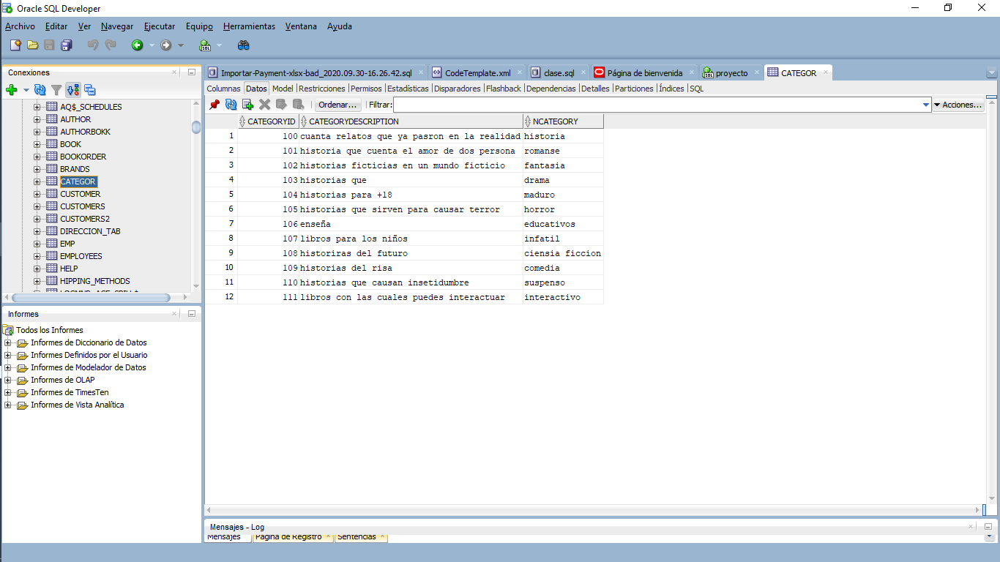 Oracle SQL Developer
Archivo Editar Ver Navegar Ejecutar Equipo Herramientas Ventana Ayuda
Conexiones
Importar-Payment-xlsx-bad_2020.09.30-16.26.42.sql CodeTemplate.xml clase.sql Página de bienvenida proyecto CATEGOR
Columnas Datos Model Restricciones Permisos Estadísticas Disparadores Flashback Dependencias Detalles Particiones Índices SQL
Ordenar... Filtrar: Acciones...
AQ$_SCHEDULES
AUTHOR
AUTHORBOKK
BOOK
BOOKORDER
BRANDS
CATEGOR
CUSTOMER
CUSTOMERS
CUSTOMERS2
DIRECCION_TAB
EMP
EMPLOYEES
HELP
HIPPING_METHODS
CATEGORYID CATEGORYDESCRIPTION NCATEGORY
1 100 cuanta relatos que ya pasron en la realidad historia
2 101 historia que cuenta el amor de dos persona romanse
3 102 historias ficticias en un mundo ficticio fantasia
4 103 historias que drama
5 104 historias para +18 maduro
6 105 historias que sirven para causar terror horror
7 106 enseña educativos
8 107 libros para los niños infatil
9 108 historiras del futuro ciensia ficcion
10 109 historias del risa comedia
11 110 historias que causan insetidumbre suspenso
12 111 libros con las cuales puedes interactuar interactivo
Informes
Todos los Informes
Informes de Diccionario de Datos
Informes Definidos por el Usuario
Informes de Modelador de Datos
Informes de OLAP
Informes de TimesTen
Informes de Vista Analítica
Mensajes - Log
Mensajes Página de Registro Sentencias